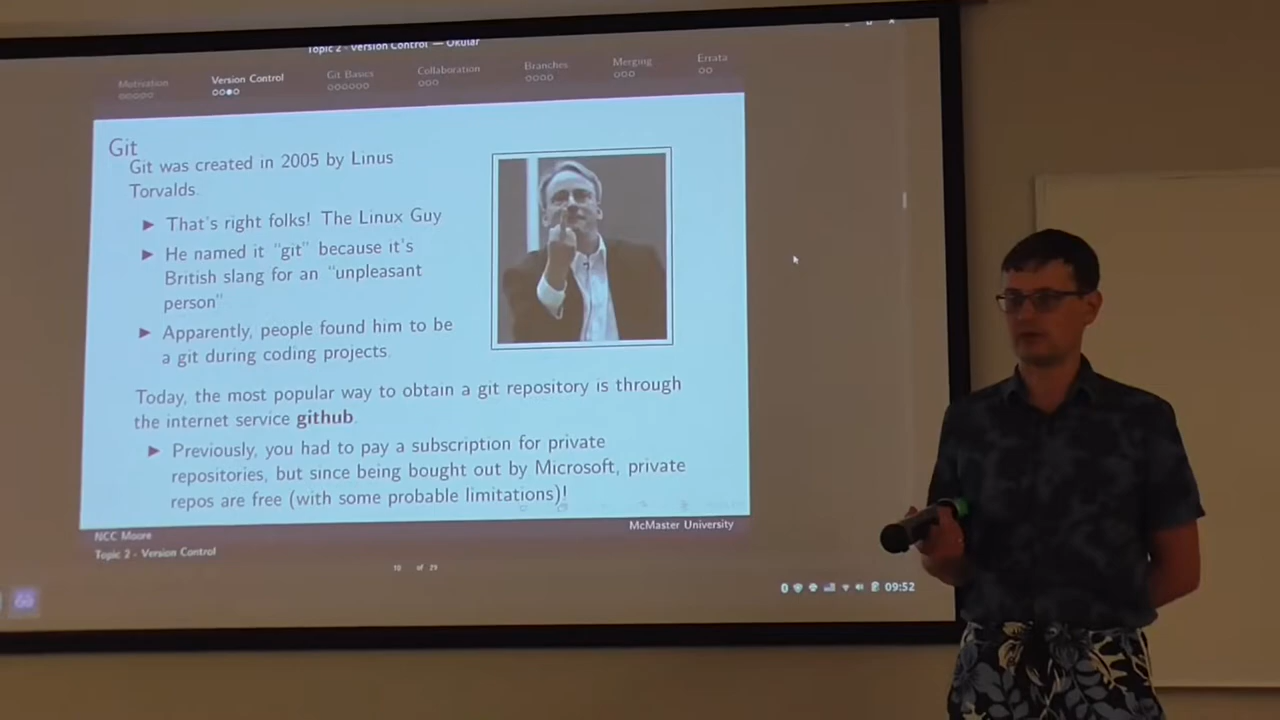 Topic 2 - Version Control — Okular
Motivation
Version Control
Git Basics
Collaboration
Branches
Merging
Errata
Git
Git was created in 2005 by Linus
Torvalds.
► That's right folks! The Linux Guy
► He named it "git" because it's
British slang for an "unpleasant
person"
► Apparently, people found him to be
a git during coding projects.
Today, the most popular way to obtain a git repository is through
the internet service github.
► Previously, you had to pay a subscription for private
repositories, but since being bought out by Microsoft, private
repos are free (with some probable limitations)!
NCC Moore
McMaster University
Topic 2 - Version Control
10 of 29
09:52